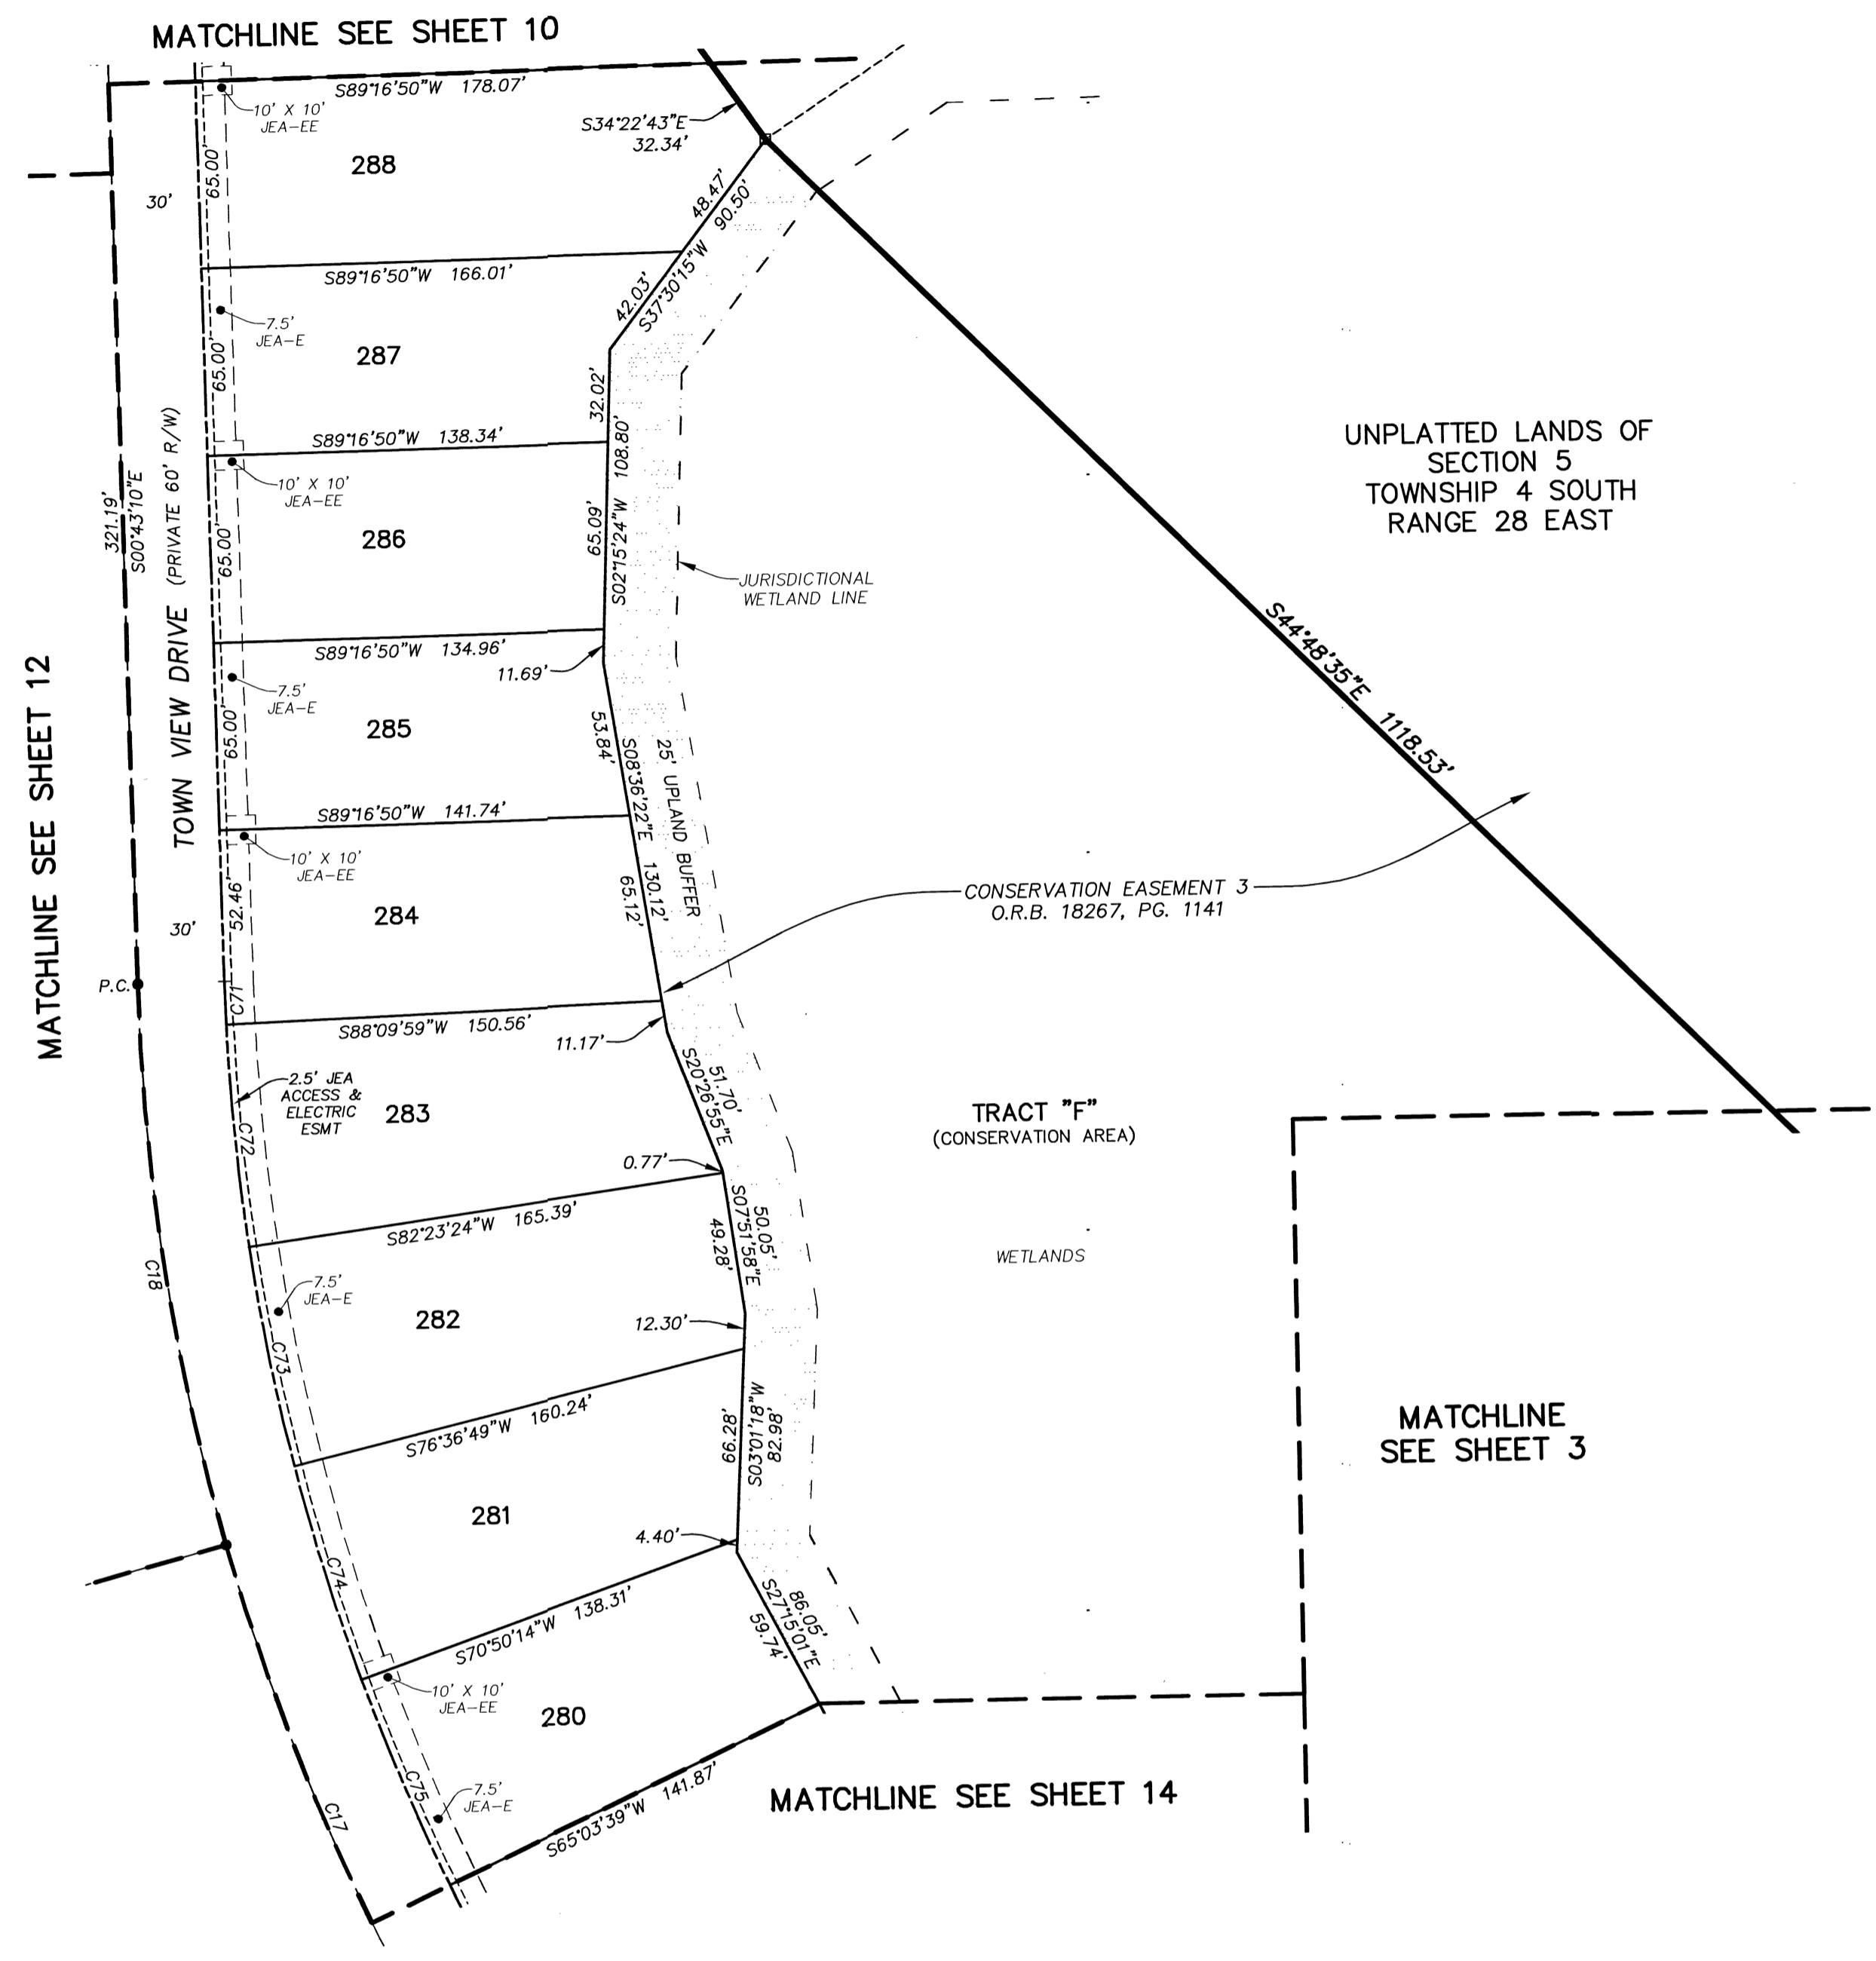 MATCHLINE SEE SHEET 10
S89°16'50"W 178.07'
10' X 10'
JEA-EE
S34°22'43"E
32.34'
288
65.00'
30'
48.47'
S37°30'15"W 90.50'
S89°16'50"W 166.01'
42.03'
7.5'
JEA-E
287
65.00'
32.02'
S89°16'50"W 138.34'
10' X 10'
JEA-EE
S02°15'24"W 108.80'
UNPLATTED LANDS OF
SECTION 5
TOWNSHIP 4 SOUTH
RANGE 28 EAST
321.19'
S00°43'10"E
TOWN VIEW DRIVE (PRIVATE 60' R/W)
65.00'
286
65.09'
JURISDICTIONAL
WETLAND LINE
S89°16'50"W 134.96'
11.69'
7.5'
JEA-E
S44°48'35"E 1118.53'
MATCHLINE SEE SHEET 12
65.00'
285
53.84'
S08°36'22"E 130.12'
25' UPLAND BUFFER
S89°16'50"W 141.74'
10' X 10'
JEA-EE
52.46'
284
65.12'
CONSERVATION EASEMENT 3
O.R.B. 18267, PG. 1141
30'
P.C.
C71
S88°09'59"W 150.56'
11.17'
2.5' JEA
ACCESS &
ELECTRIC
ESMT
283
51.70'
S20°26'55"E
TRACT "F"
(CONSERVATION AREA)
C72
0.77'
S82°23'24"W 165.39'
50.05'
S07°51'58"E
49.28'
WETLANDS
C18
7.5'
JEA-E
282
12.30'
C73
S76°36'49"W 160.24'
66.28'
S03°01'18"W
82.98'
MATCHLINE
SEE SHEET 3
281
4.40'
C74
S70°50'14"W 138.31'
86.05'
S27°15'01"E
59.74'
10' X 10'
JEA-EE
280
C75
7.5'
JEA-E
C17
S65°03'39"W 141.87'
MATCHLINE SEE SHEET 14